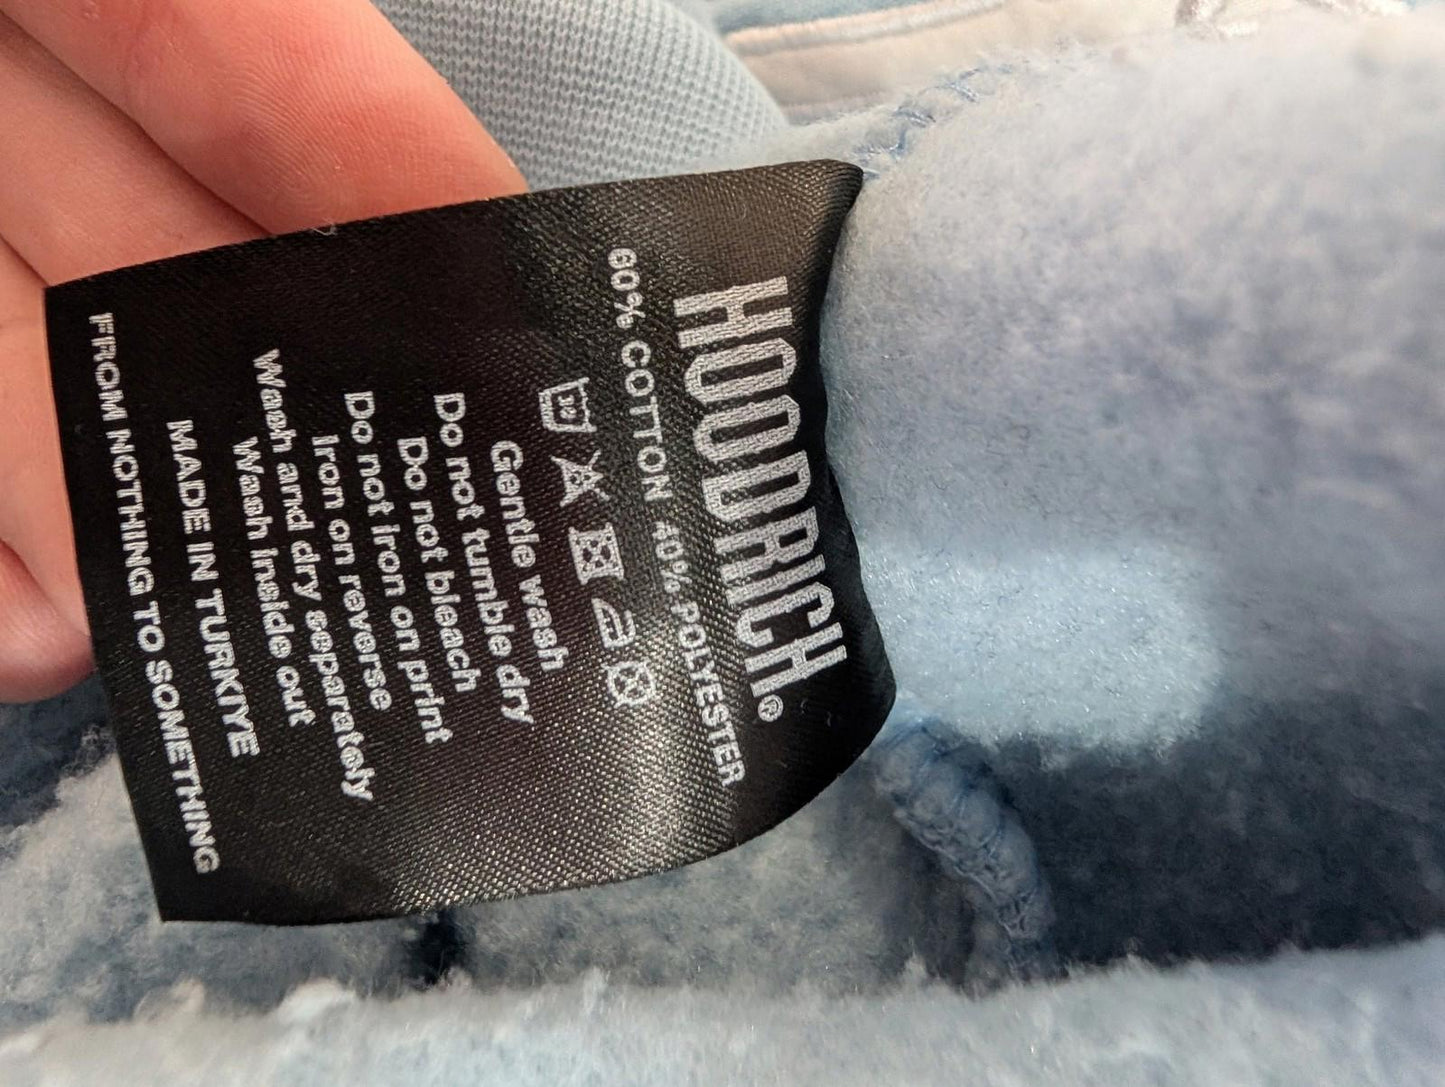 HOODRICH®
60% COTTON 40% POLYESTER
30
Gentle wash
Do not tumble dry
Do not bleach
Do not iron on print
Iron on reverse
Wash and dry separately
Wash inside out
MADE IN TURKIYE
FROM NOTHING TO SOMETHING